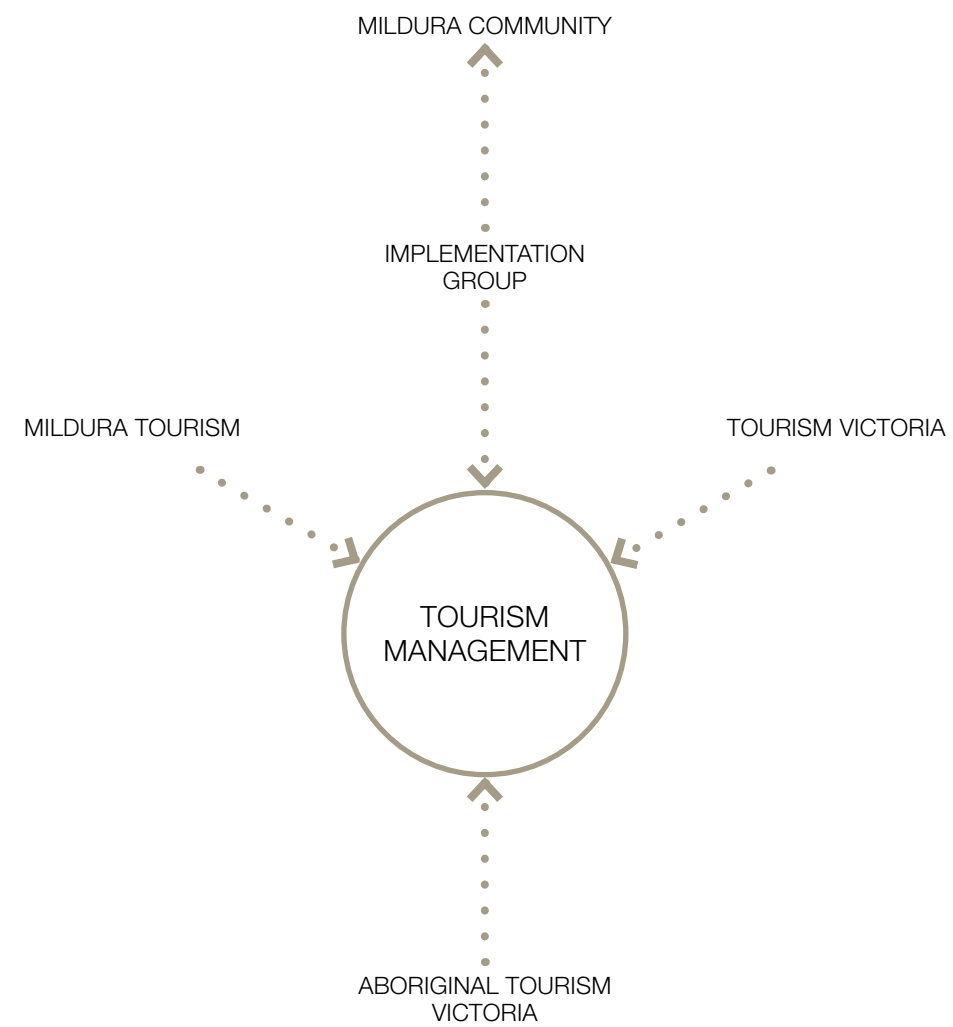 MILDURA COMMUNITY
IMPLEMENTATION
GROUP
MILDURA TOURISM
TOURISM VICTORIA
TOURISM
MANAGEMENT
ABORIGINAL TOURISM
VICTORIA